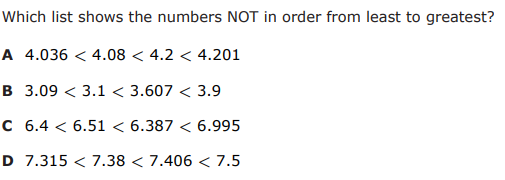 Which list shows the numbers NOT in order from least to greatest?
A 4.036 < 4.08 < 4.2 < 4.201
B 3.09 < 3.1 < 3.607 < 3.9
C 6.4 < 6.51 < 6.387 < 6.995
D 7.315 < 7.38 < 7.406 < 7.5